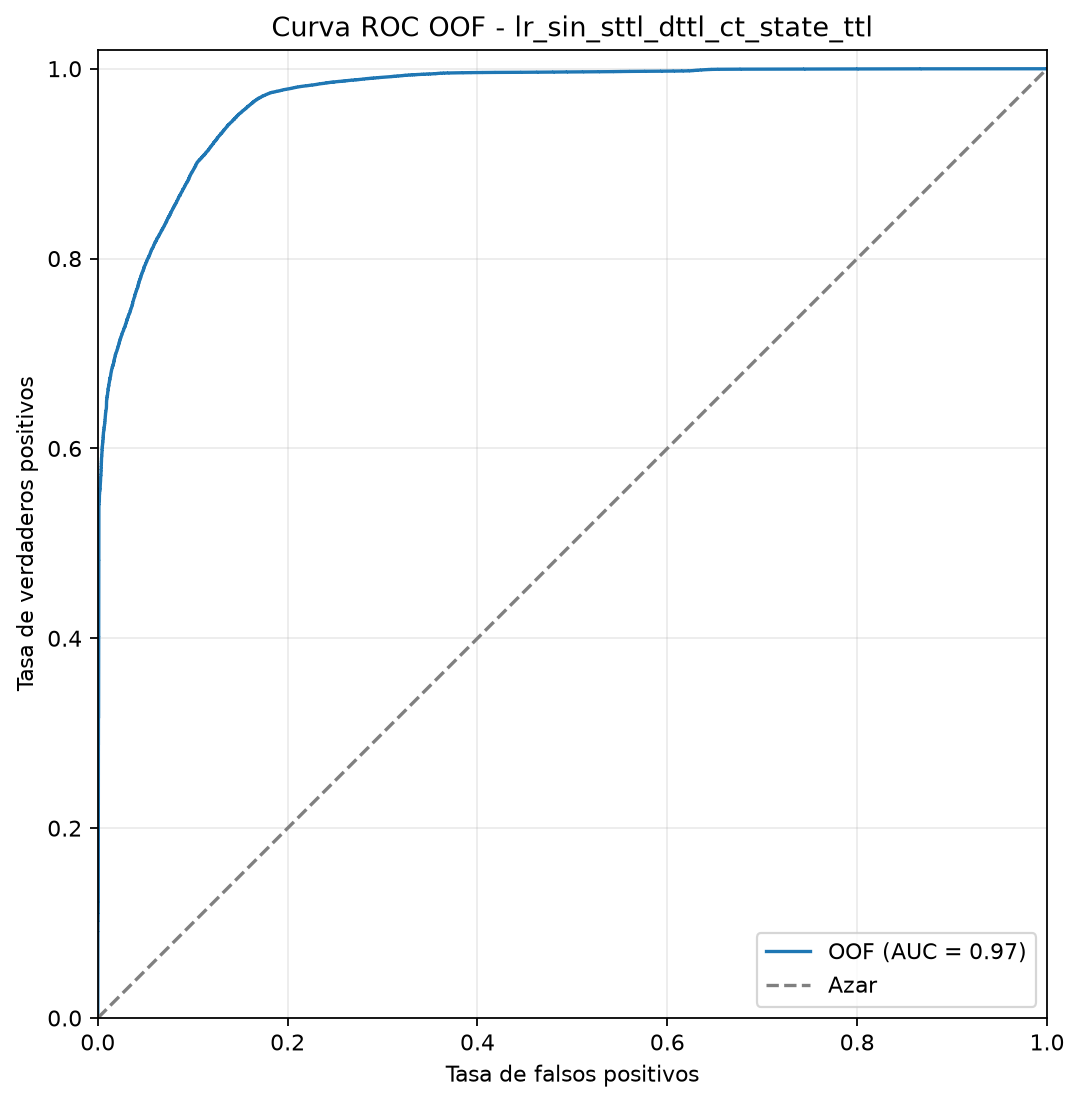 Curva ROC OOF - lr_sin_sttl_dttl_ct_state_ttl
Tasa de verdaderos positivos
1.0
0.8
0.6
0.4
0.2
0.0
0.0 0.2 0.4 0.6 0.8 1.0
Tasa de falsos positivos
OOF (AUC = 0.97)
Azar